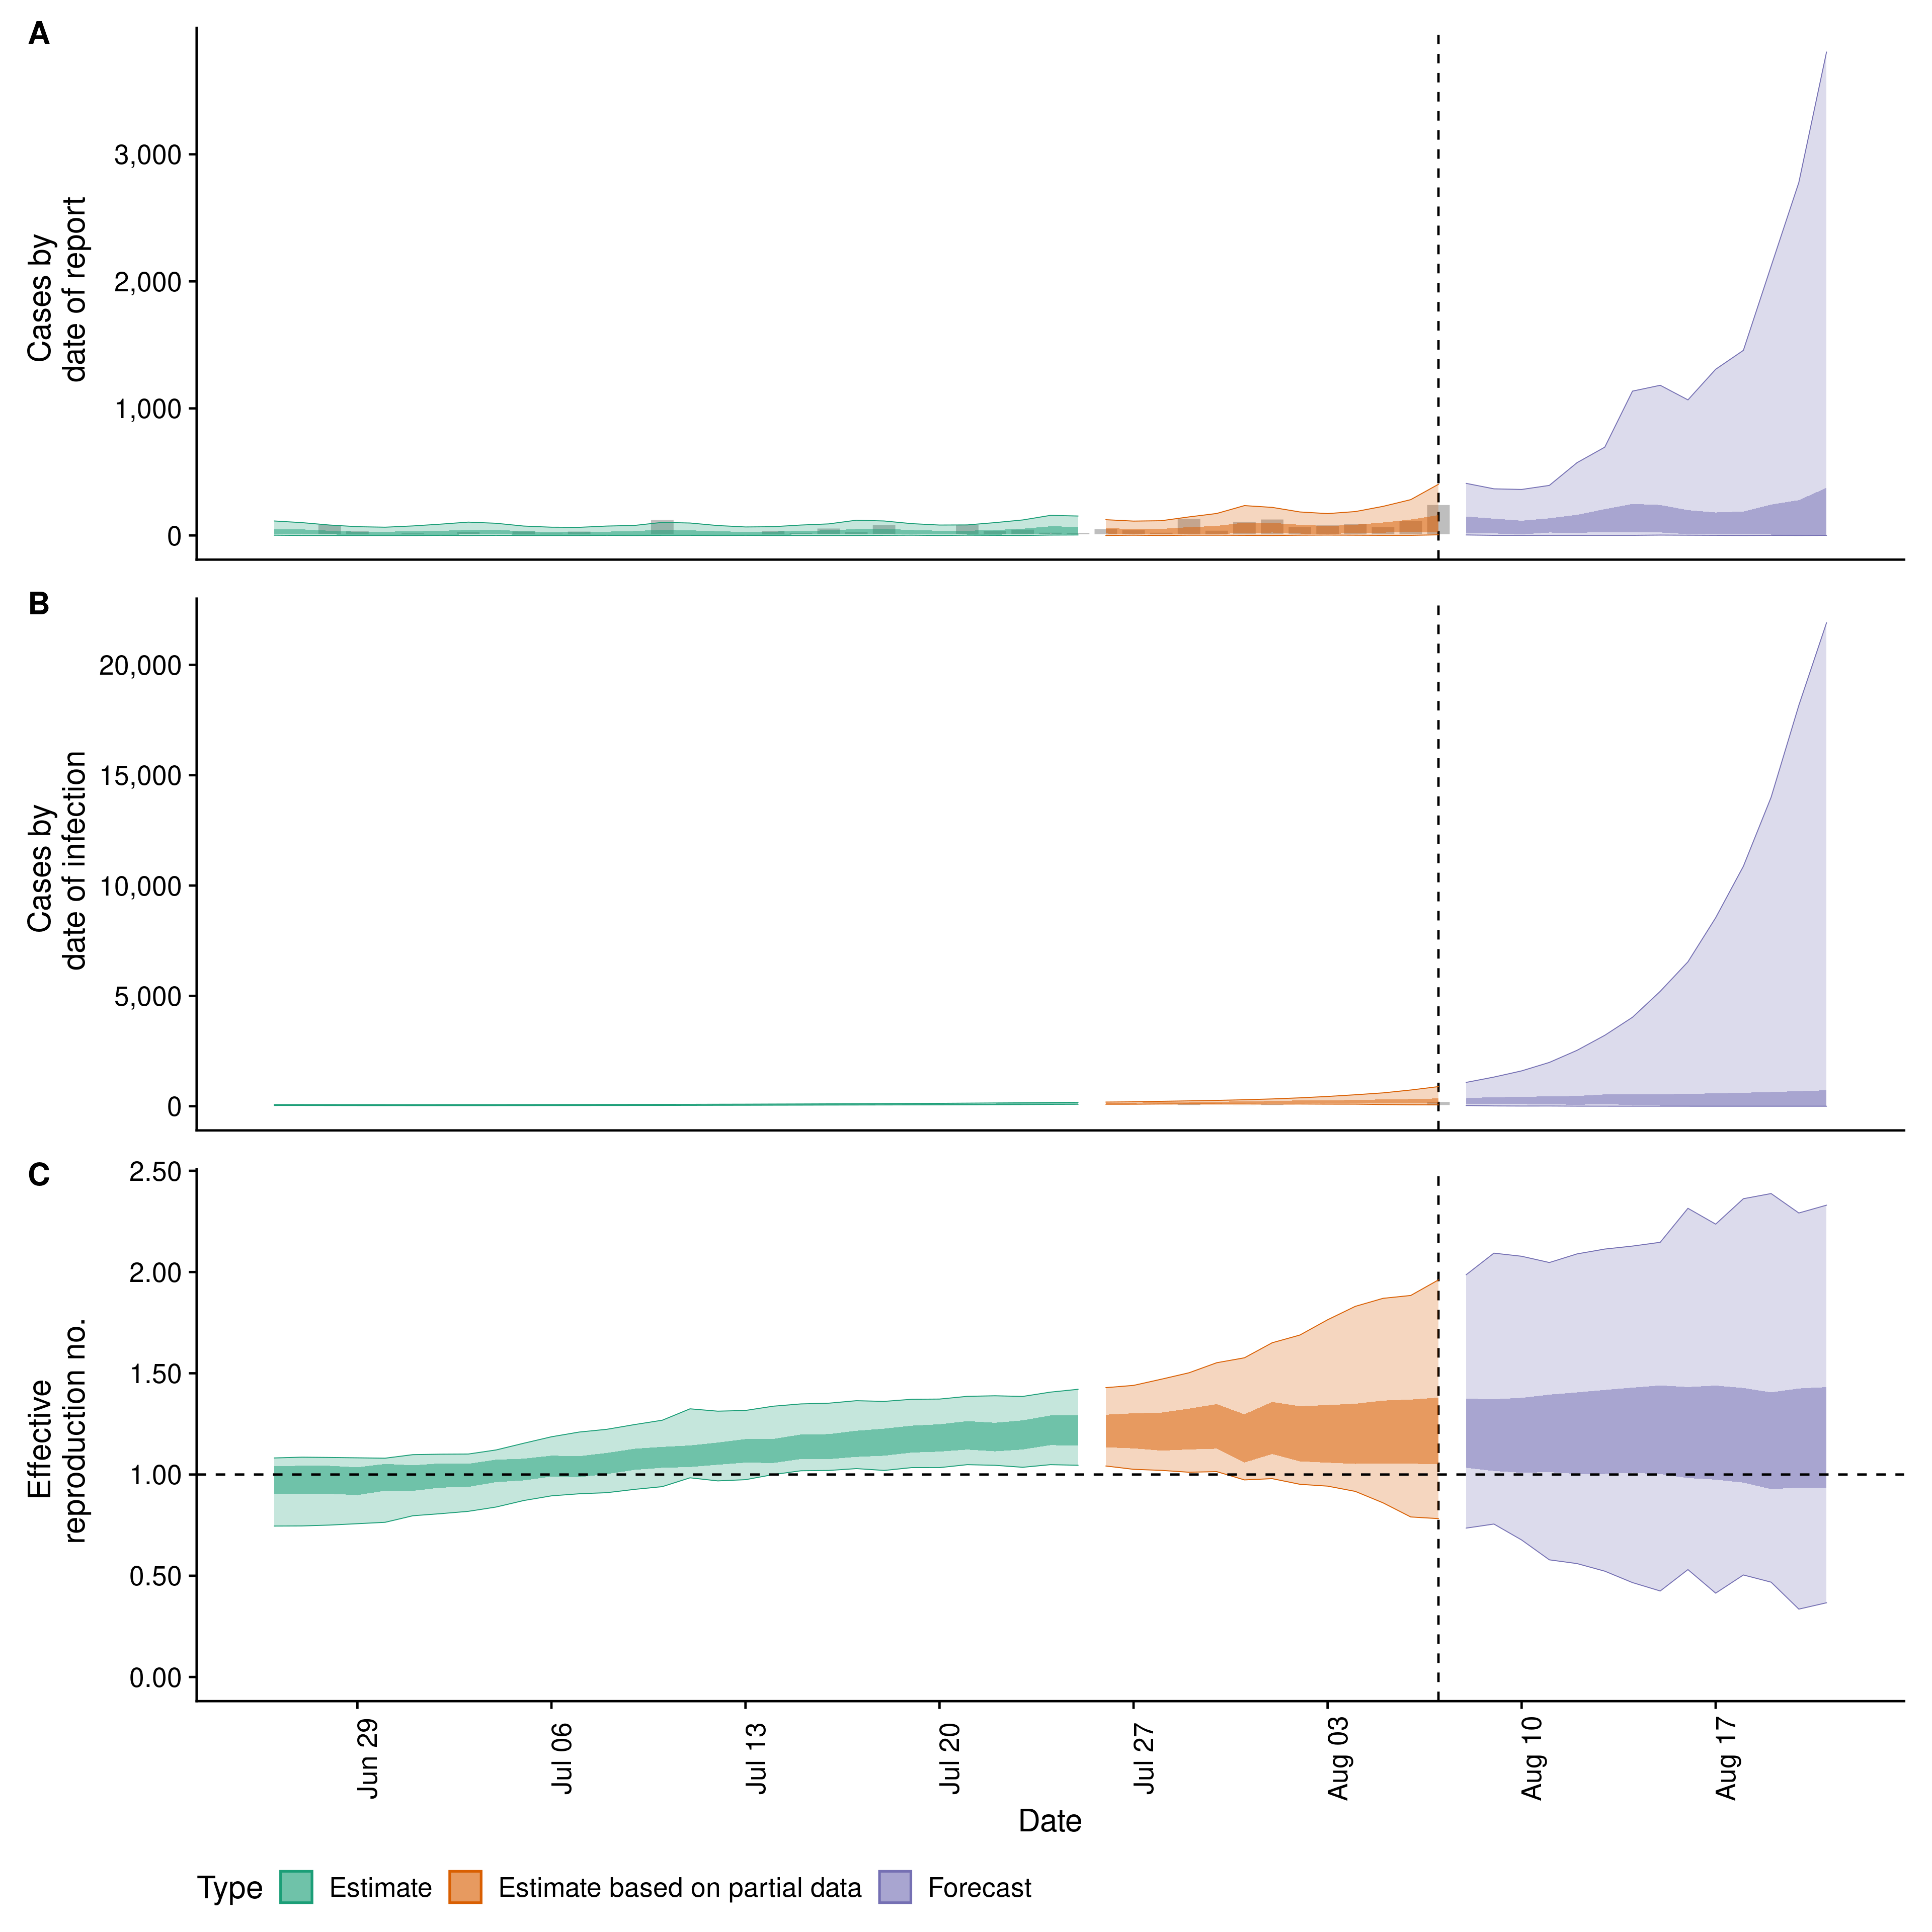 A
Cases by
date of report
3,000
2,000
1,000
0
B
Cases by
date of infection
20,000
15,000
10,000
5,000
0
C
Effective
reproduction no.
2.50
2.00
1.50
1.00
0.50
0.00
Jun 29
Jul 06
Jul 13
Jul 20
Jul 27
Aug 03
Aug 10
Aug 17
Date
Type Estimate Estimate based on partial data Forecast